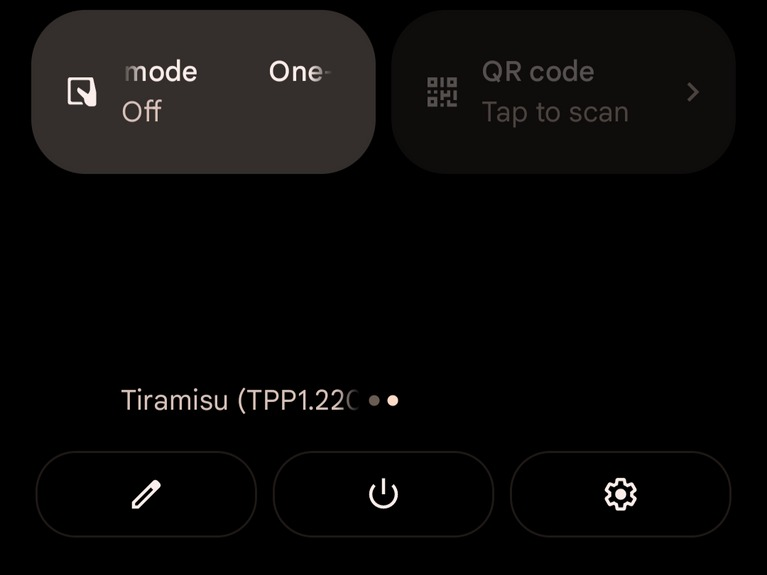 mode One-
Off
QR code
Tap to scan
Tiramisu (TPP1.220